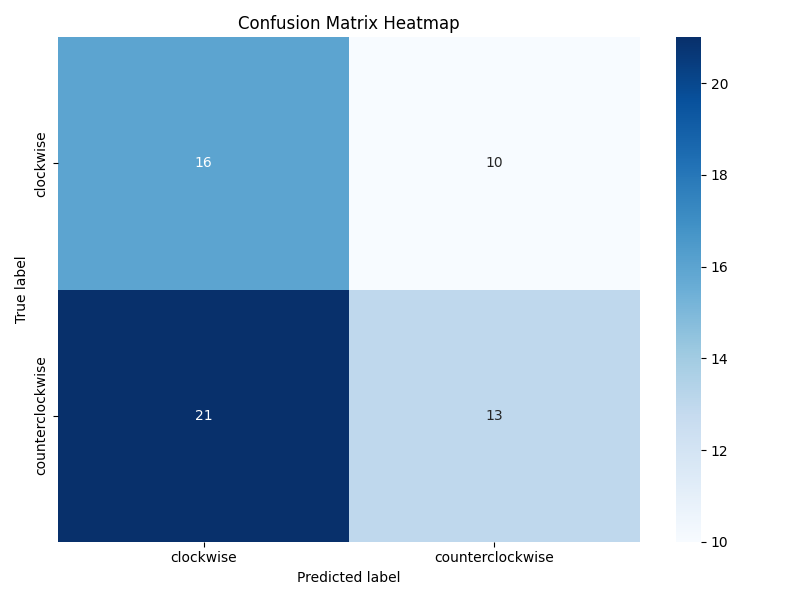 Confusion Matrix Heatmap
True label
clockwise
16
10
counterclockwise
21
13
clockwise
counterclockwise
Predicted label
20
18
16
14
12
10